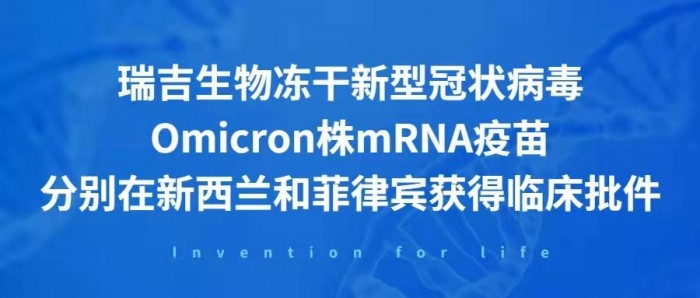 瑞吉生物冻干新型冠状病毒
Omicron株mRNA疫苗
分别在新西兰和菲律宾获得临床批件
Invention for life